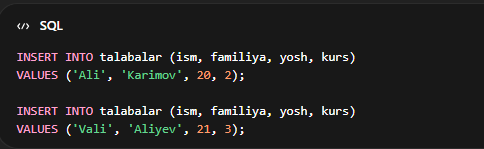 </> SQL
INSERT INTO talabalar (ism, familiya, yosh, kurs)
VALUES ('Ali', 'Karimov', 20, 2);
INSERT INTO talabalar (ism, familiya, yosh, kurs)
VALUES ('Vali', 'Aliyev', 21, 3);